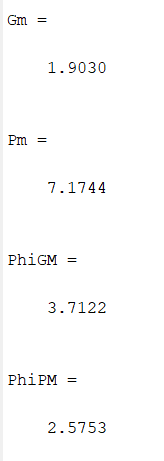 Gm =
1.9030
Pm =
7.1744
PhiGM =
3.7122
PhiPM =
2.5753